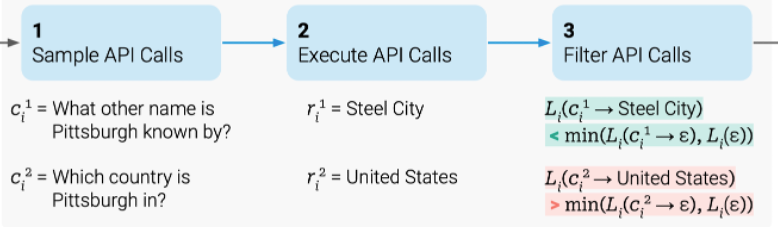 1
Sample API Calls
2
Execute API Calls
3
Filter API Calls
c_i^1 = What other name is
Pittsburgh known by?
r_i^1 = Steel City
L_i(c_i^1 → Steel City)
< min(L_i(c_i^1 → ε), L_i(ε))
c_i^2 = Which country is
Pittsburgh in?
r_i^2 = United States
L_i(c_i^2 → United States)
> min(L_i(c_i^2 → ε), L_i(ε))